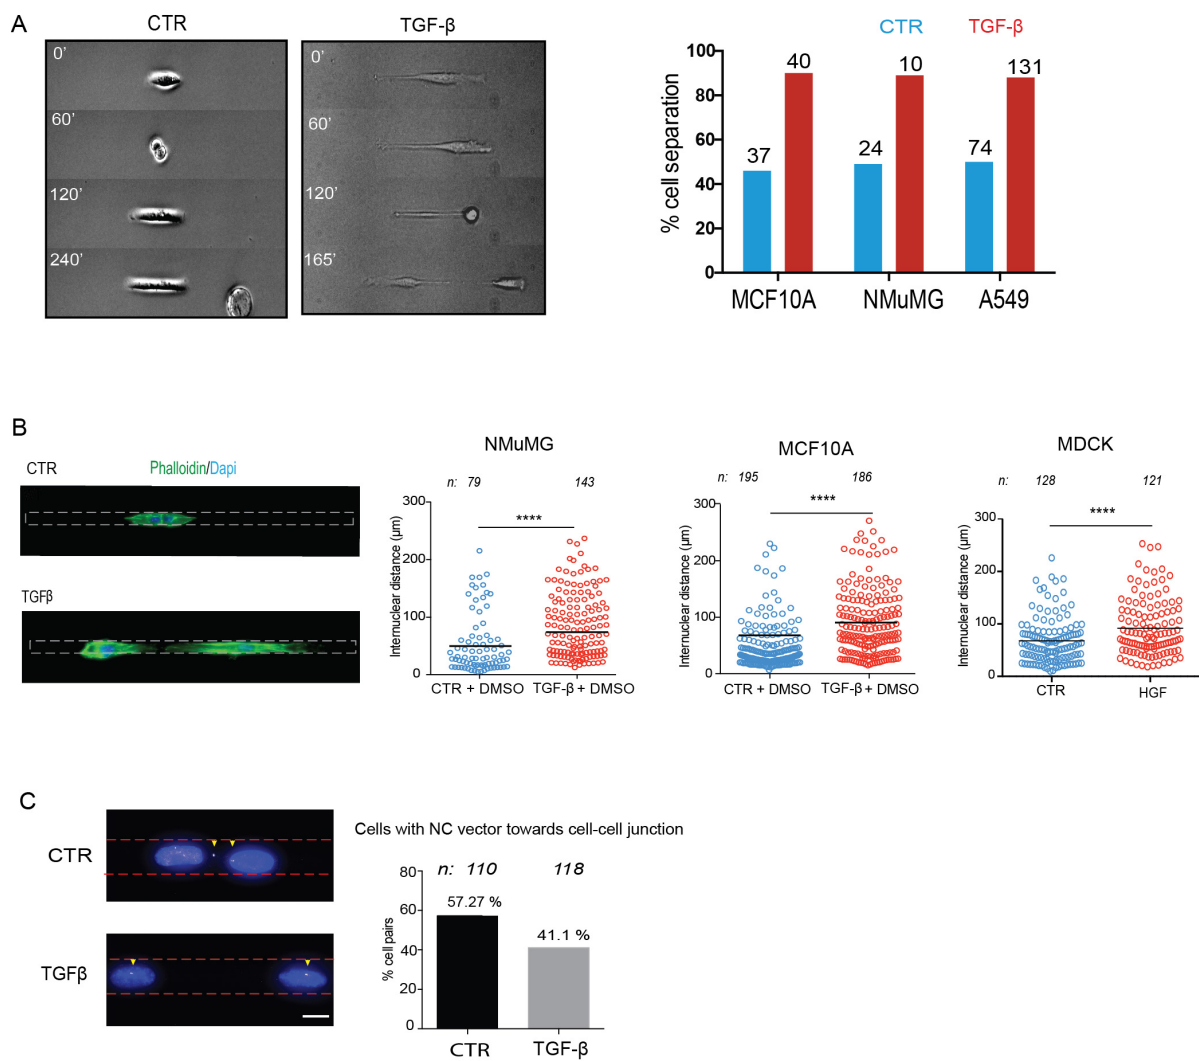 A
CTR
TGF-β
0'
60'
120'
240'
0'
60'
120'
165'
CTR TGF-β
% cell separation
100
80
60
40
20
0
37 40 24 10 74 131
MCF10A NMuMG A549
B
CTR Phalloidin/Dapi
TGFβ
NMuMG
n: 79 143
****
Internuclear distance (µm)
300
200
100
0
CTR + DMSO TGF-β + DMSO
MCF10A
n: 195 186
****
Internuclear distance (µm)
300
200
100
0
CTR + DMSO TGF-β + DMSO
MDCK
n: 128 121
****
Internuclear distance (µm)
300
200
100
0
CTR HGF
C
CTR
TGFβ
Cells with NC vector towards cell-cell junction
n: 110 118
% cell pairs
80
60
40
20
0
57.27 %
41.1 %
CTR TGF-β